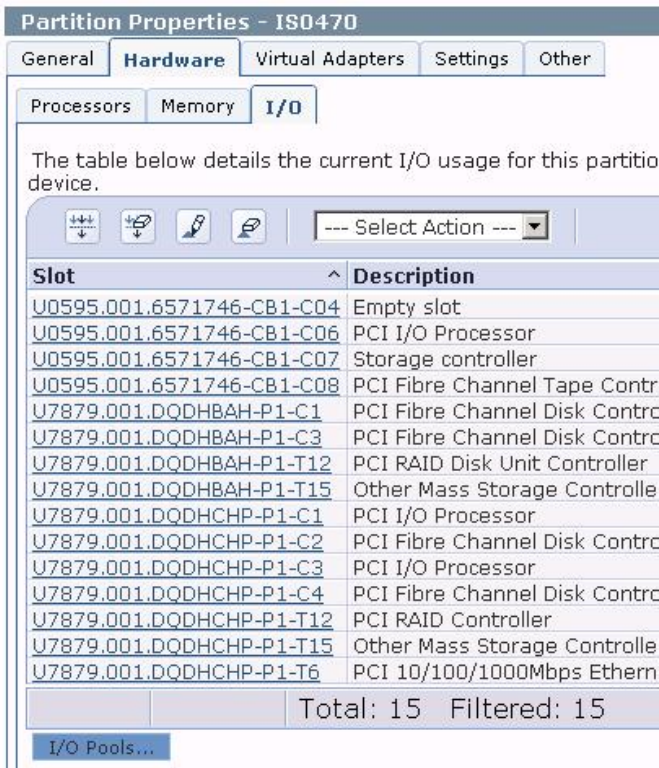 Partition Properties - IS0470
General Hardware Virtual Adapters Settings Other
Processors Memory I/O
The table below details the current I/O usage for this partitio
device.
--- Select Action ---
Slot ^ Description
U0595.001.6571746-CB1-C04 Empty slot
U0595.001.6571746-CB1-C06 PCI I/O Processor
U0595.001.6571746-CB1-C07 Storage controller
U0595.001.6571746-CB1-C08 PCI Fibre Channel Tape Contr
U7879.001.DQDHBAH-P1-C1 PCI Fibre Channel Disk Contro
U7879.001.DQDHBAH-P1-C3 PCI Fibre Channel Disk Contro
U7879.001.DQDHBAH-P1-T12 PCI RAID Disk Unit Controller
U7879.001.DQDHBAH-P1-T15 Other Mass Storage Controlle
U7879.001.DQDHCHP-P1-C1 PCI I/O Processor
U7879.001.DQDHCHP-P1-C2 PCI Fibre Channel Disk Contro
U7879.001.DQDHCHP-P1-C3 PCI I/O Processor
U7879.001.DQDHCHP-P1-C4 PCI Fibre Channel Disk Contro
U7879.001.DQDHCHP-P1-T12 PCI RAID Controller
U7879.001.DQDHCHP-P1-T15 Other Mass Storage Controlle
U7879.001.DQDHCHP-P1-T6 PCI 10/100/1000Mbps Ethern
Total: 15 Filtered: 15
I/O Pools...